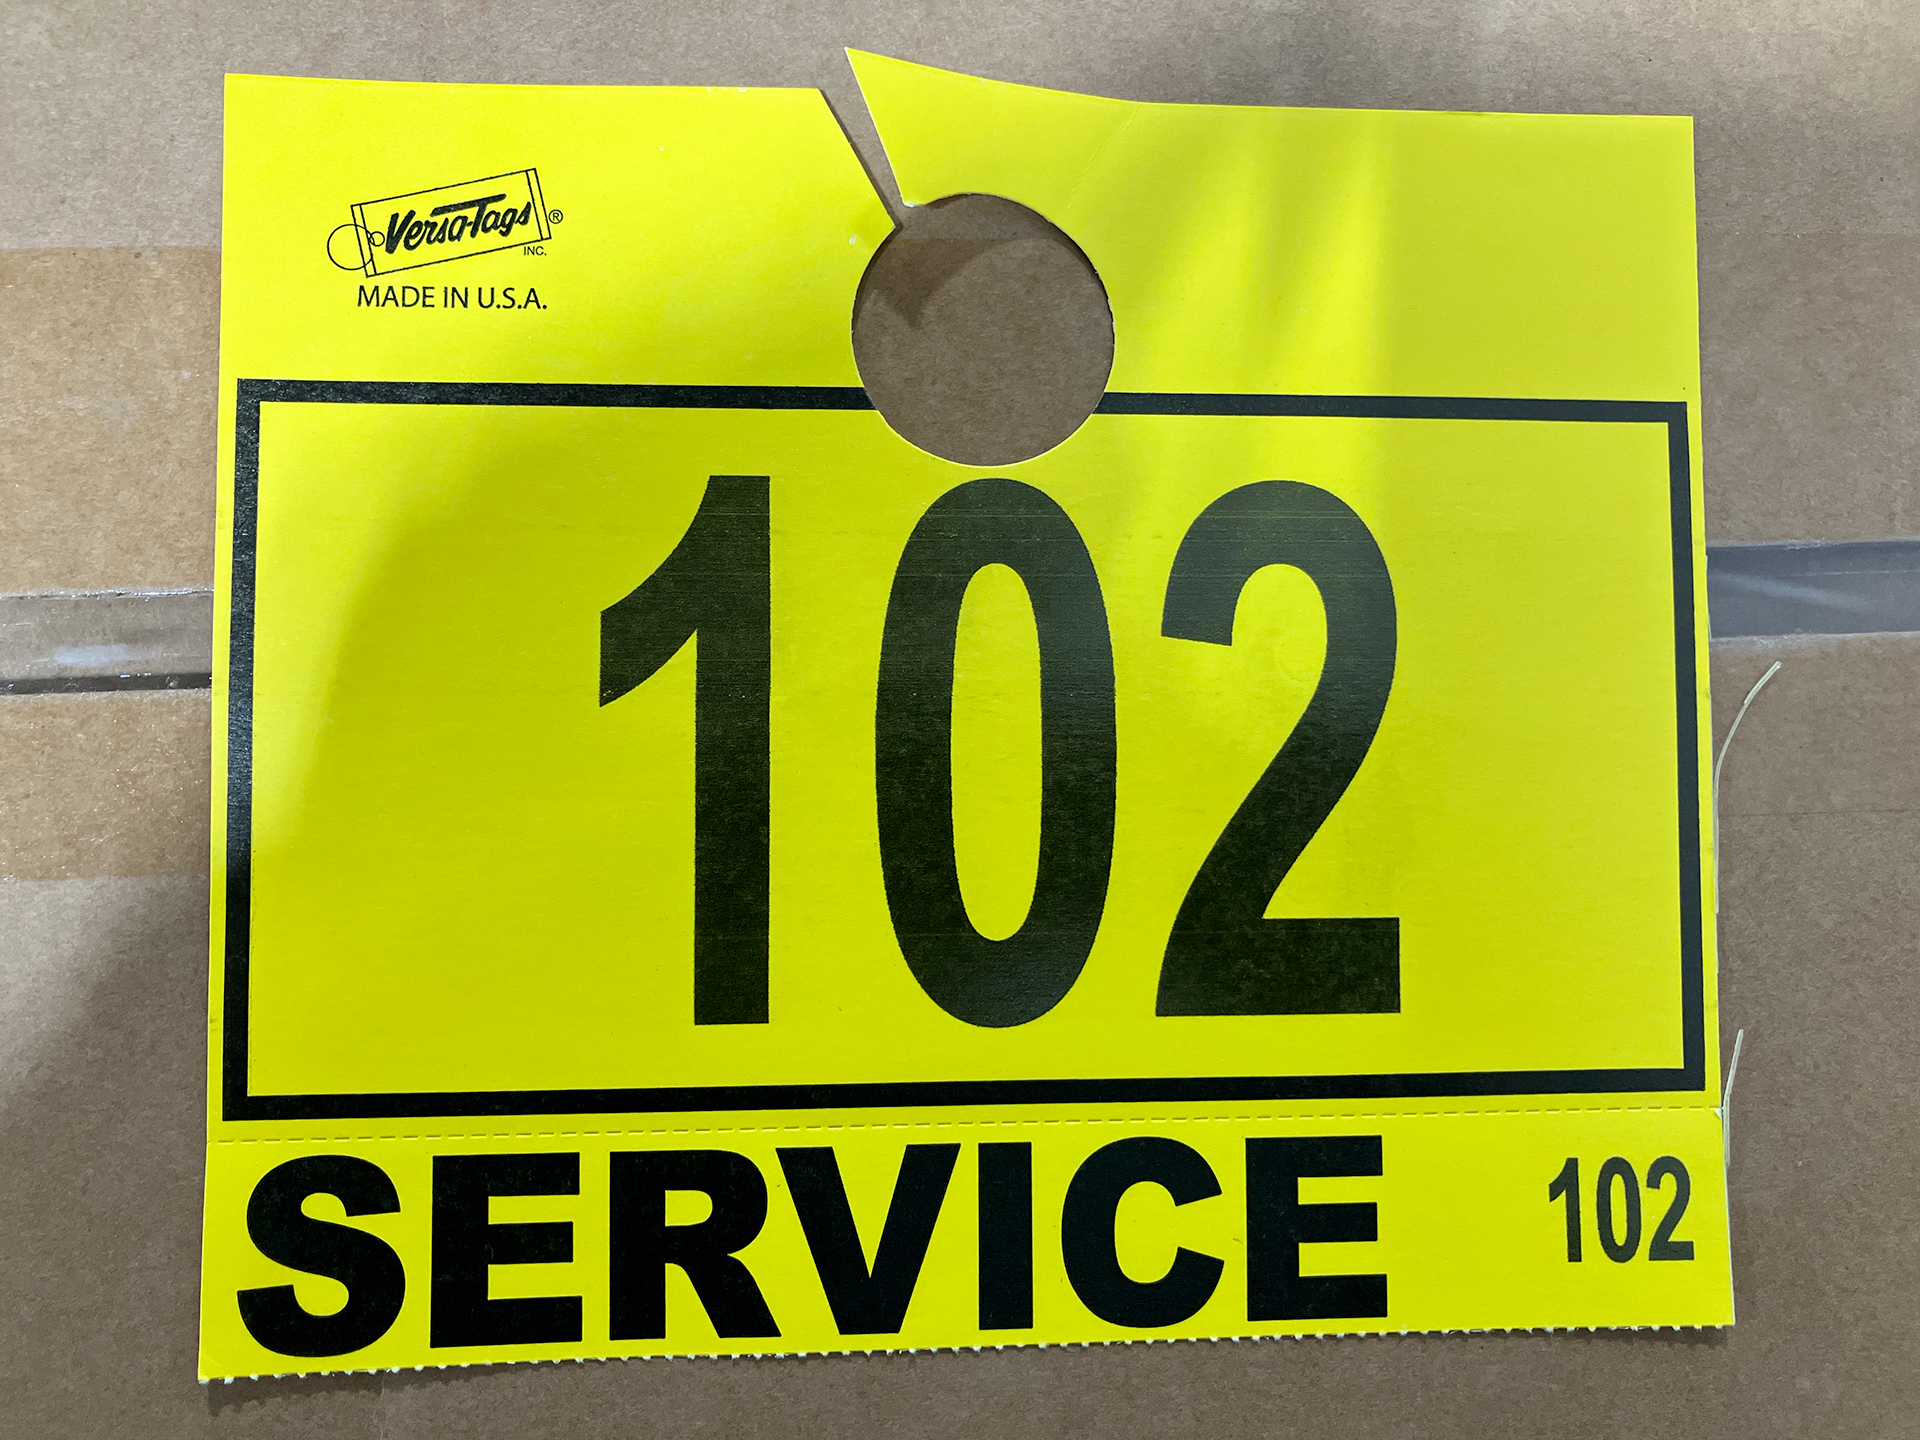 Versa-Tags®
INC.
MADE IN U.S.A.
102
SERVICE 102